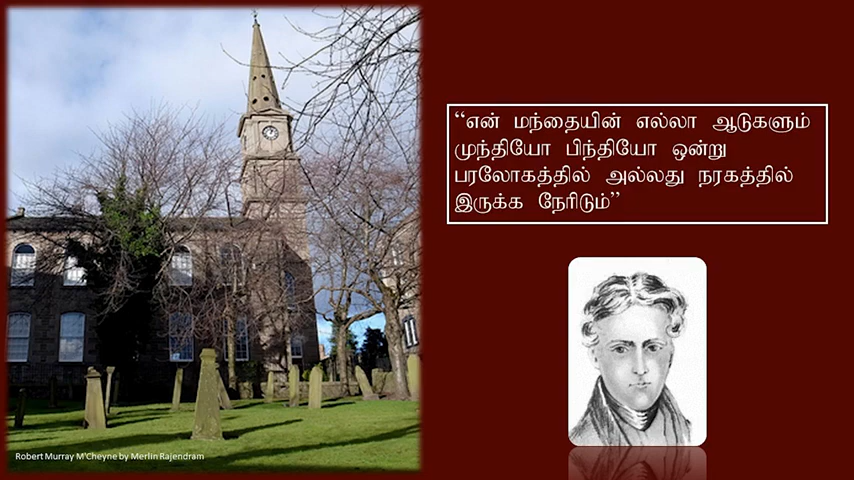 “என் மந்தையின் எல்லா ஆடுகளும்
முந்தியோ பிந்தியோ ஒன்று
பரலோகத்தில் அல்லது நரகத்தில்
இருக்க நேரிடும்”
Robert Murray M'Cheyne by Merlin Rajendram